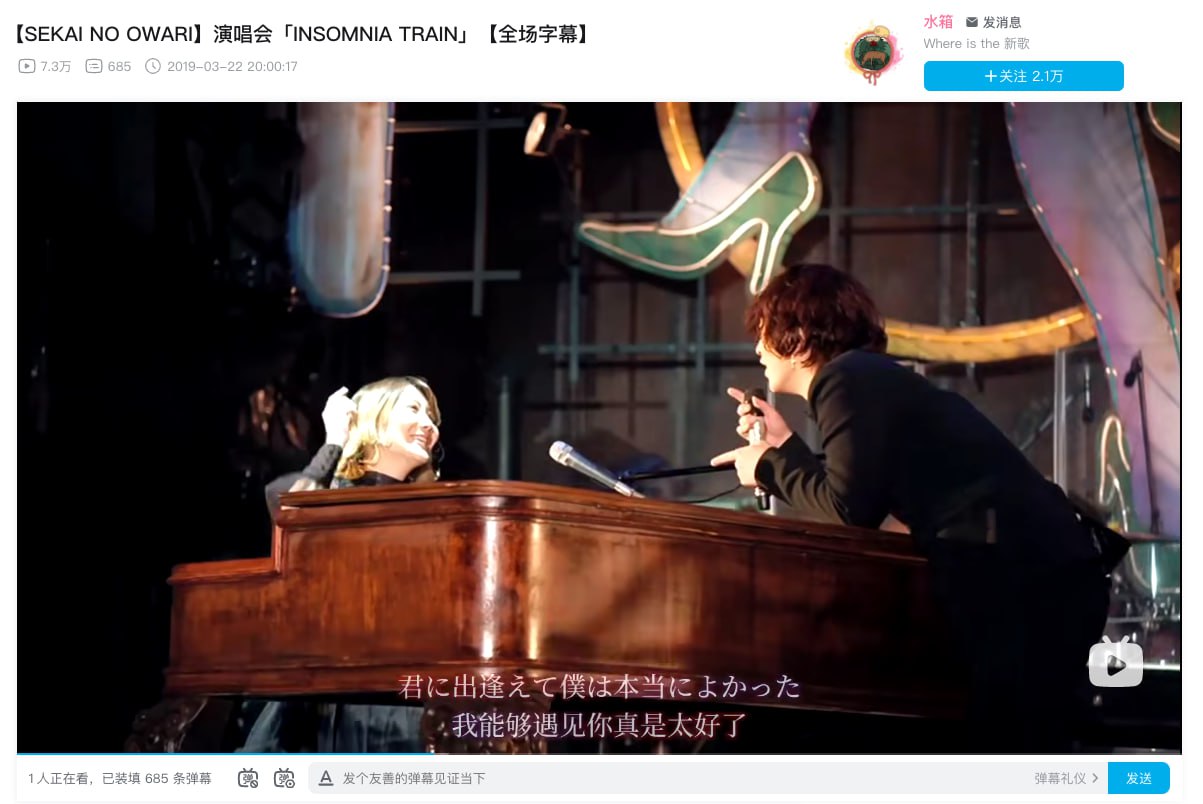 【SEKAI NO OWARI】演唱会「INSOMNIA TRAIN」【全场字幕】
7.3万 685 2019-03-22 20:00:17
水箱 发消息
Where is the 新歌
+关注 2.1万
君に出逢えて僕は本当によかった
我能够遇见你真是太好了
1人正在看，已装填 685 条弹幕 弹 弹 A 发个友善的弹幕见证当下 弹幕礼仪 > 发送